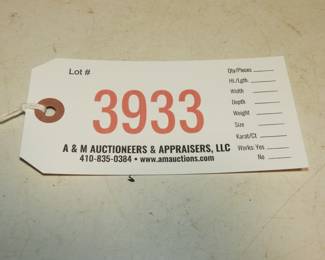 Lot #
3933
A & M AUCTIONEERS & APPRAISERS, LLC
410-835-0384 • www.amauctions.com
Qty/Pieces
Ht./Lgth.
Width
Depth
Weight
Size
Karat/Ct.
Works: Yes
No